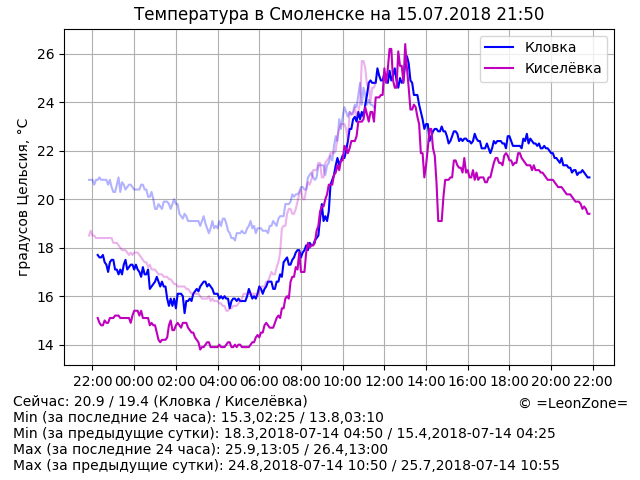 Температура в Смоленске на 15.07.2018 21:50
градусов Цельсия, °C
26
24
22
20
18
16
14
Кловка
Киселёвка
22:00 00:00 02:00 04:00 06:00 08:00 10:00 12:00 14:00 16:00 18:00 20:00 22:00
Сейчас: 20.9 / 19.4 (Кловка / Киселёвка)
© =LeonZone=
Min (за последние 24 часа): 15.3,02:25 / 13.8,03:10
Min (за предыдущие сутки): 18.3,2018-07-14 04:50 / 15.4,2018-07-14 04:25
Max (за последние 24 часа): 25.9,13:05 / 26.4,13:00
Max (за предыдущие сутки): 24.8,2018-07-14 10:50 / 25.7,2018-07-14 10:55